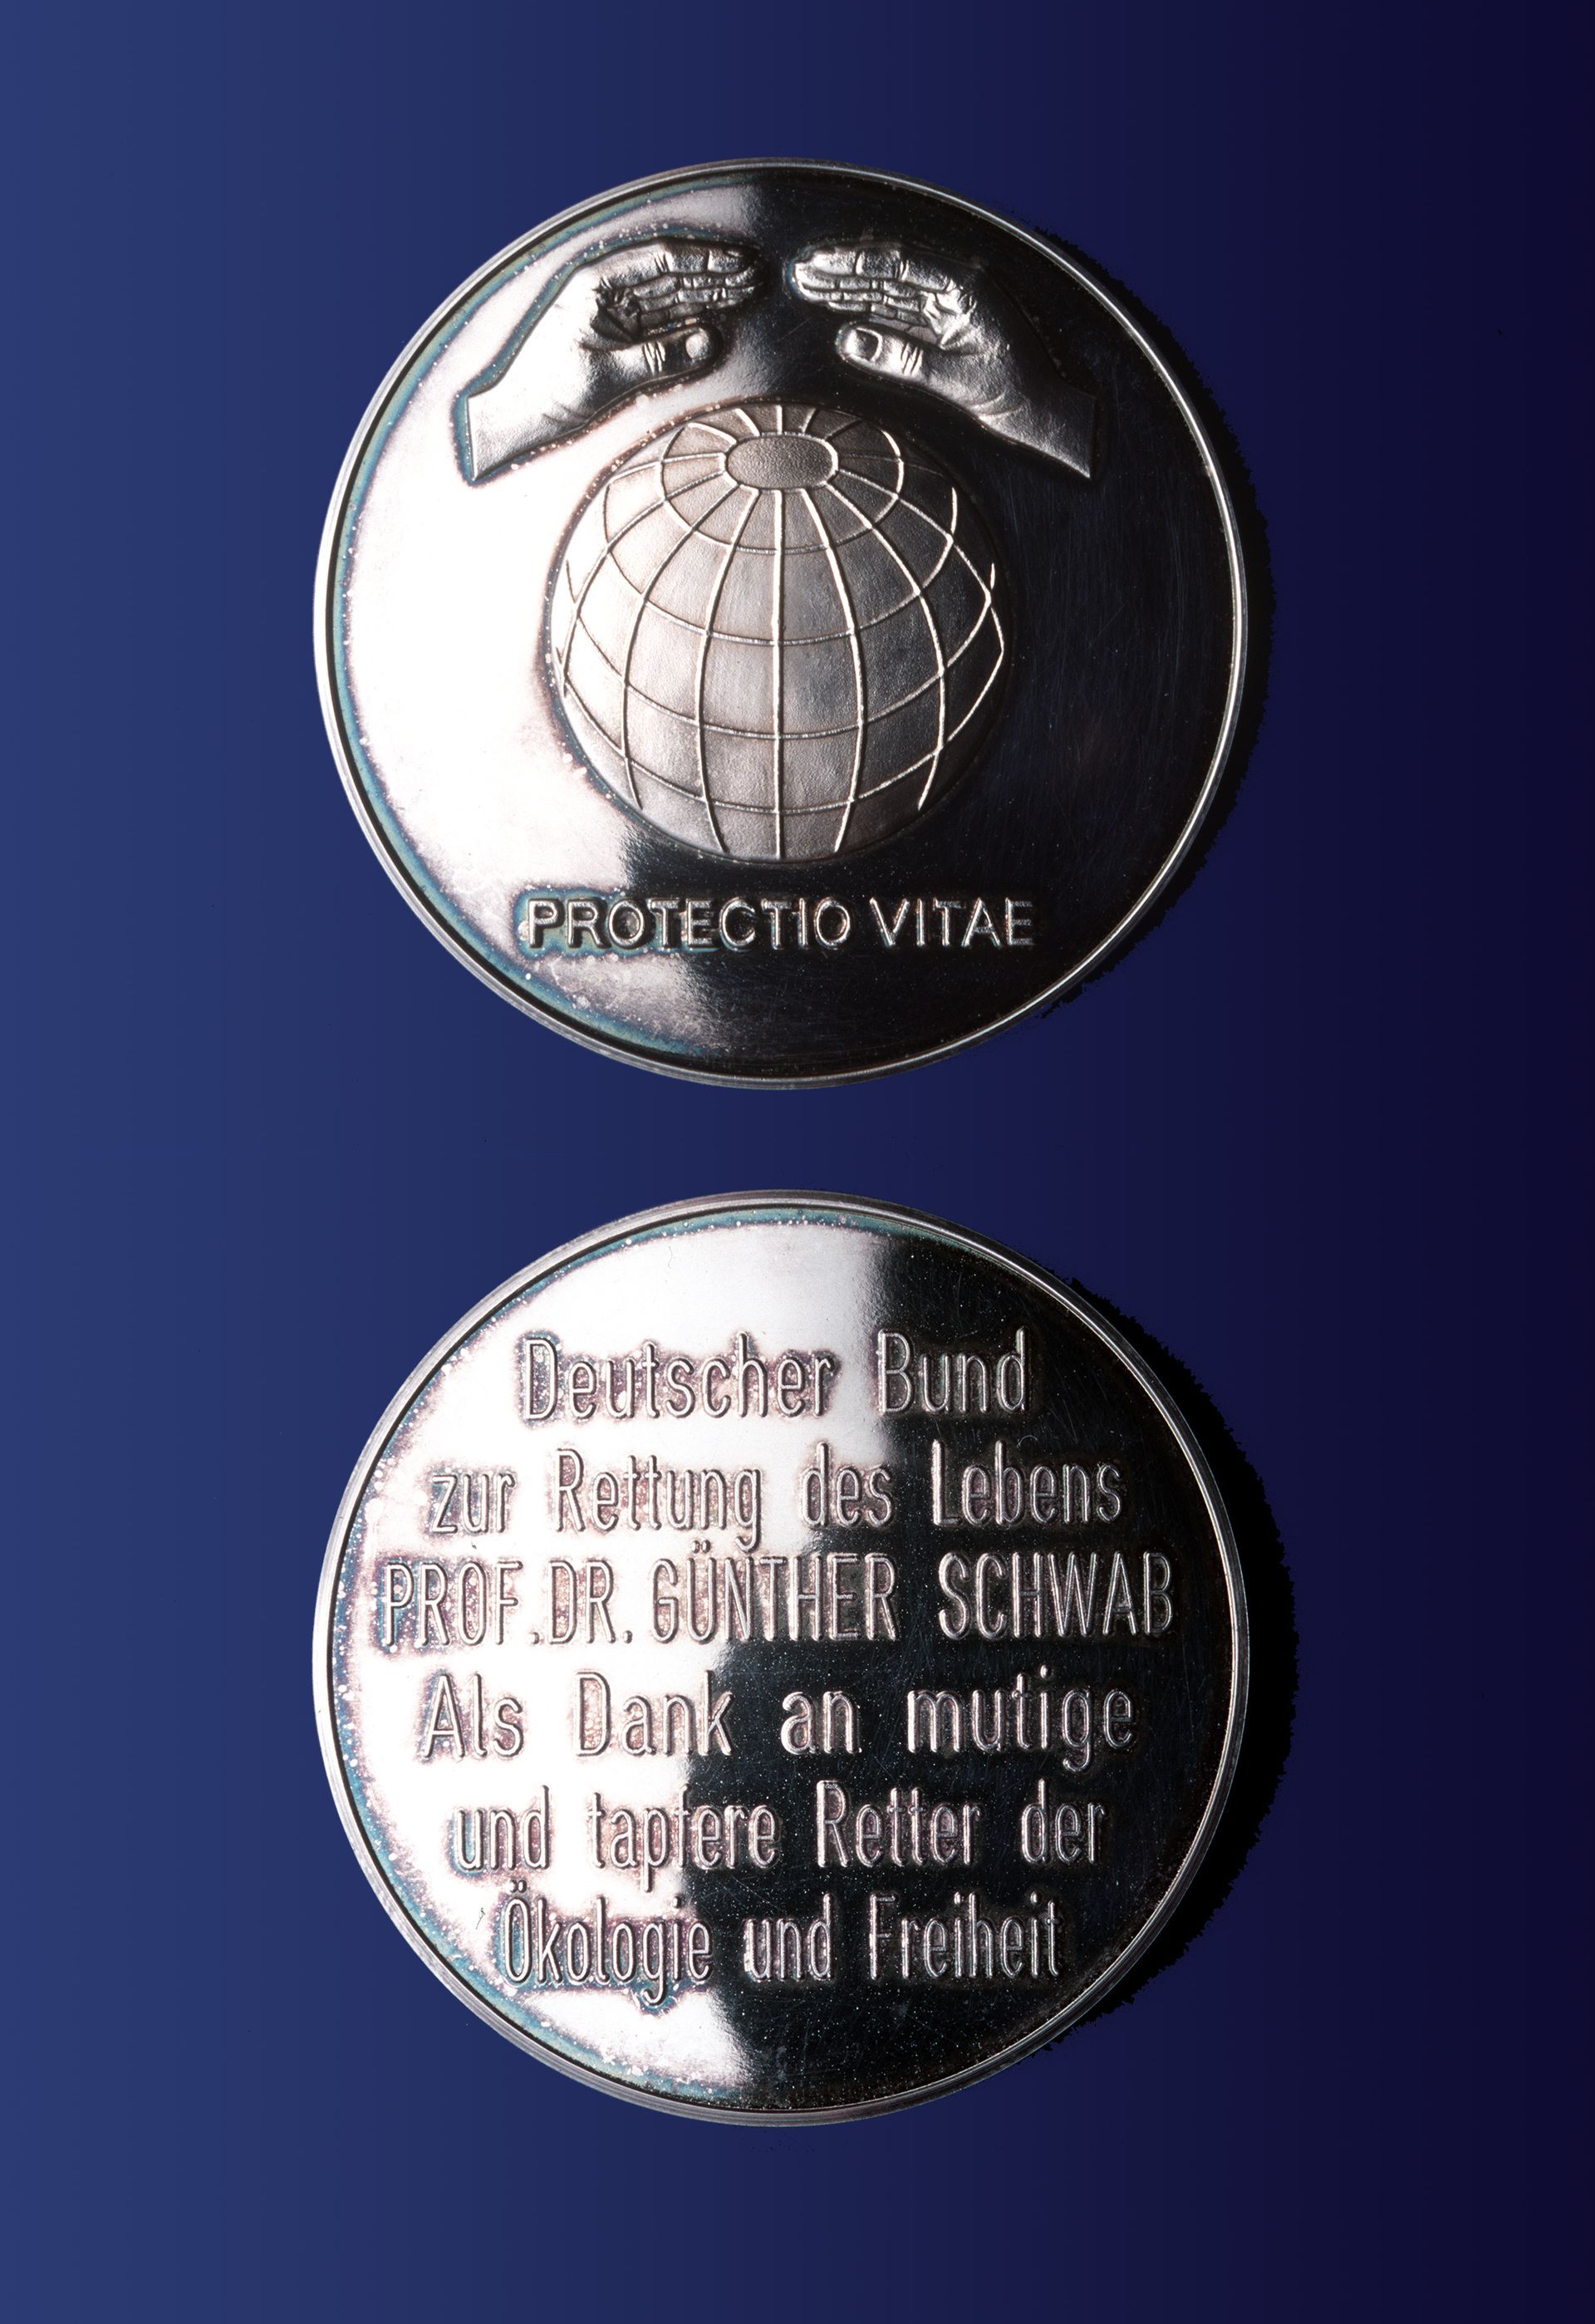 PROTECTIO VITAE
Deutscher Bund
zur Rettung des Lebens
PROF.DR. GÜNTHER SCHWAB
Als Dank an mutige
und tapfere Retter der
Ökologie und Freiheit